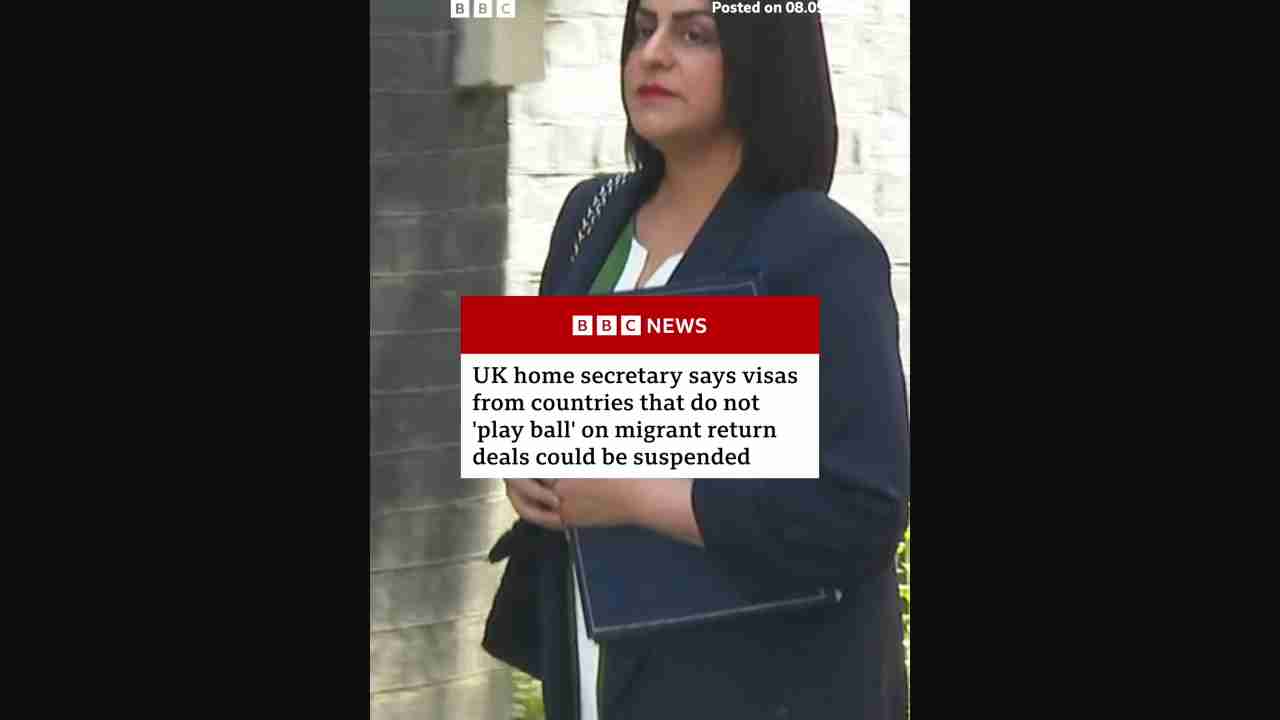 BBC
Posted on 08.09
BBC NEWS
UK home secretary says visas
from countries that do not
'play ball' on migrant return
deals could be suspended